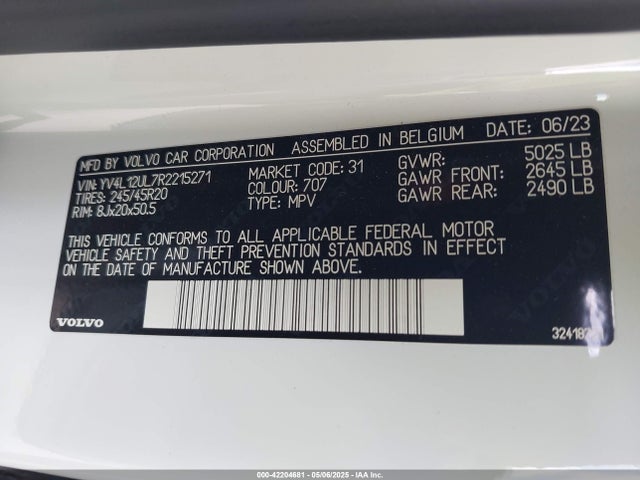 MFD BY VOLVO CAR CORPORATION ASSEMBLED IN BELGIUM DATE: 06/23
VIN: YV4L12UL7R2215271 MARKET CODE: 31 GVWR: 5025 LB
TIRES: 245/45R20 COLOUR: 707 GAWR FRONT: 2645 LB
RIM: 8Jx20x50.5 TYPE: MPV GAWR REAR: 2490 LB
THIS VEHICLE CONFORMS TO ALL APPLICABLE FEDERAL MOTOR
VEHICLE SAFETY AND THEFT PREVENTION STANDARDS IN EFFECT
ON THE DATE OF MANUFACTURE SHOWN ABOVE.
VOLVO
000-42204681 - 05/06/2025 - IAAI.COM